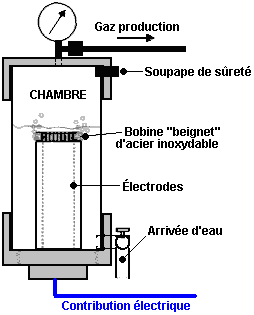 Gaz production
Soupape de sûreté
CHAMBRE
Bobine "beignet"
d'acier inoxydable
Électrodes
Arrivée d'eau
Contribution électrique